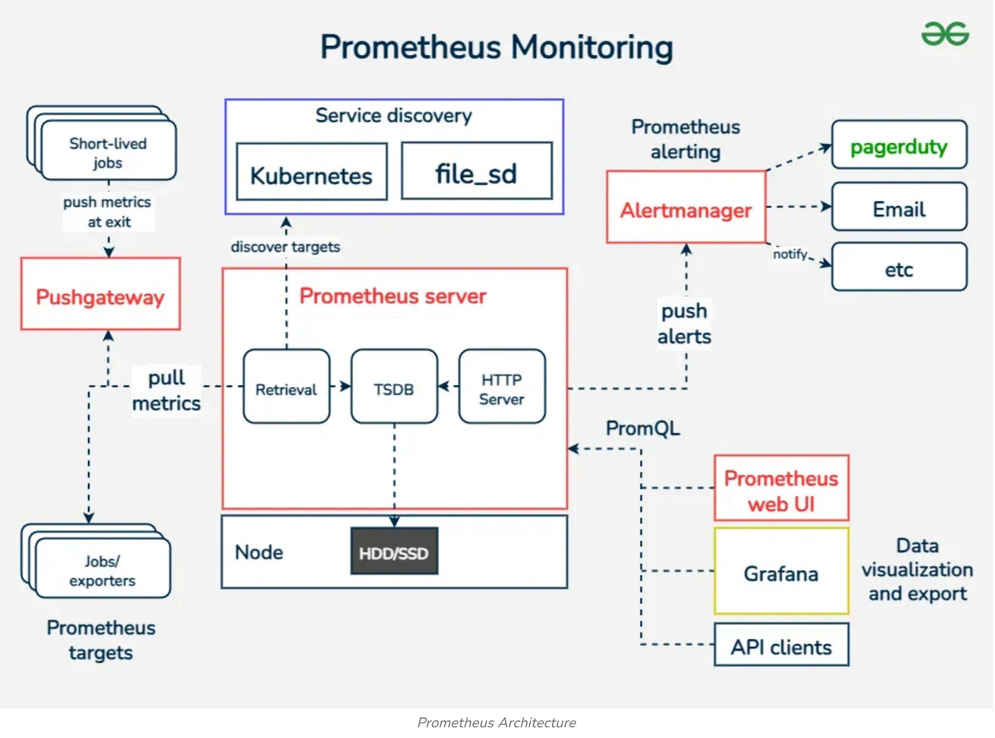 Prometheus Monitoring
Short-lived
jobs
push metrics
at exit
Pushgateway
pull
metrics
Jobs/
exporters
Prometheus
targets
Service discovery
Kubernetes
file_sd
discover targets
Prometheus server
Retrieval
TSDB
HTTP
Server
Node
HDD/SSD
Prometheus
alerting
Alertmanager
pagerduty
Email
notify
etc
push
alerts
PromQL
Prometheus
web UI
Grafana
API clients
Data
visualization
and export
Prometheus Architecture